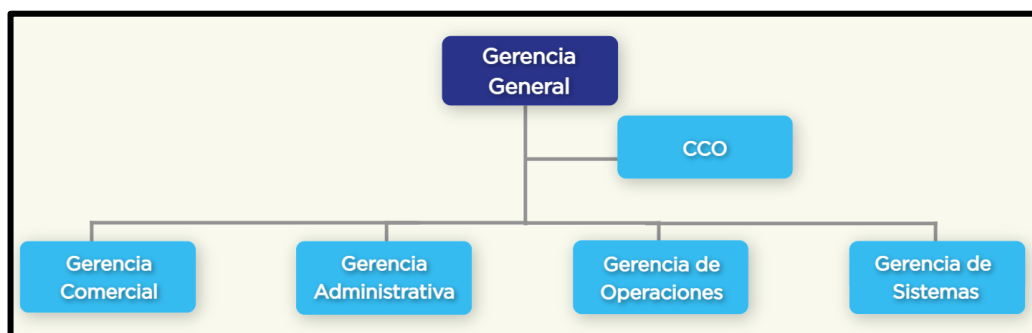 Gerencia
General
CCO
Gerencia
Comercial
Gerencia
Administrativa
Gerencia de
Operaciones
Gerencia de
Sistemas